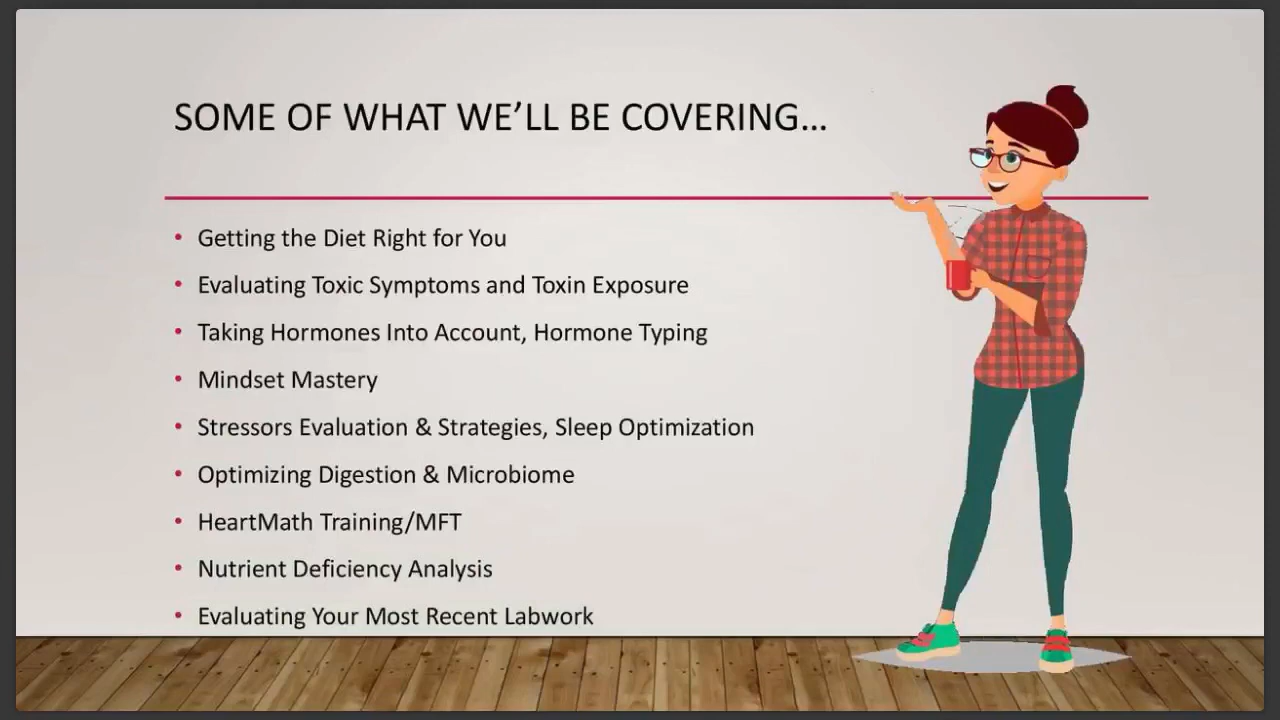 SOME OF WHAT WE’LL BE COVERING…
• Getting the Diet Right for You
• Evaluating Toxic Symptoms and Toxin Exposure
• Taking Hormones Into Account, Hormone Typing
• Mindset Mastery
• Stressors Evaluation & Strategies, Sleep Optimization
• Optimizing Digestion & Microbiome
• HeartMath Training/MFT
• Nutrient Deficiency Analysis
• Evaluating Your Most Recent Labwork